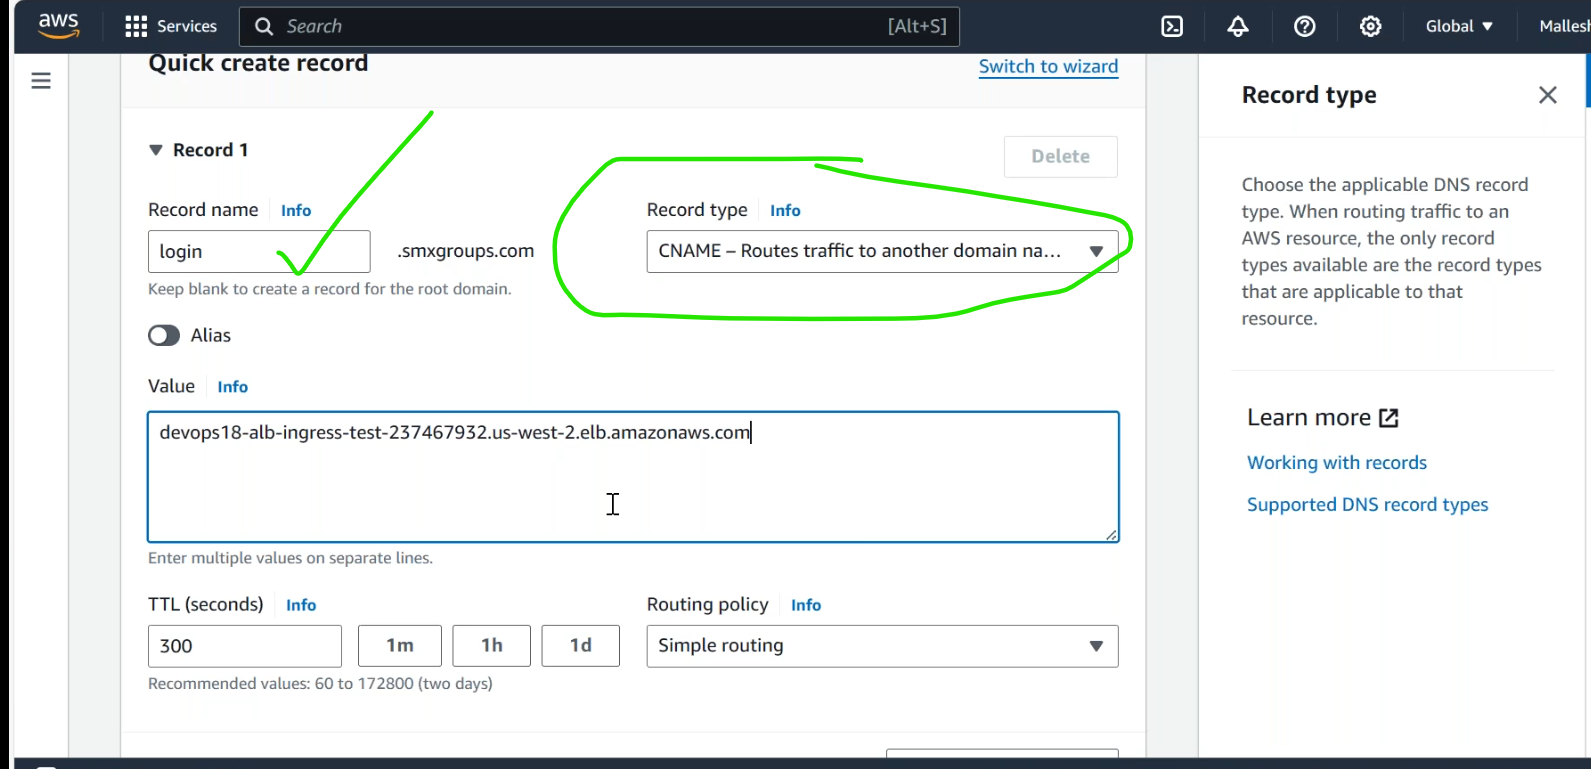 aws Services Search [Alt+S] Global Mallesh
Quick create record
Switch to wizard
Record 1
Delete
Record name Info
Record type Info
login .smxgroups.com
CNAME – Routes traffic to another domain na...
Keep blank to create a record for the root domain.
Alias
Value Info
devops18-alb-ingress-test-237467932.us-west-2.elb.amazonaws.com
Enter multiple values on separate lines.
TTL (seconds) Info
Routing policy Info
300 1m 1h 1d
Simple routing
Recommended values: 60 to 172800 (two days)
Record type
Choose the applicable DNS record
type. When routing traffic to an
AWS resource, the only record
types available are the record types
that are applicable to that
resource.
Learn more
Working with records
Supported DNS record types